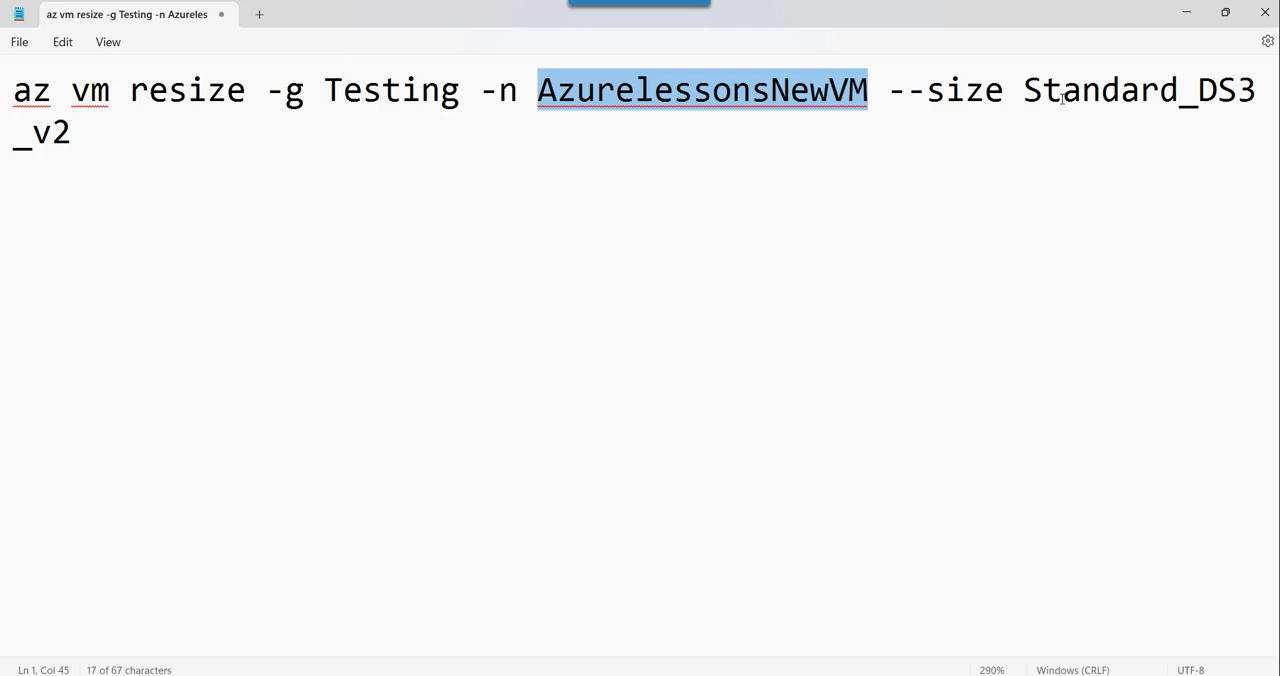 az vm resize -g Testing -n Azureles
File Edit View
az vm resize -g Testing -n AzurelessonsNewVM --size Standard_DS3
_v2
Ln 1, Col 45 17 of 67 characters 290% Windows (CRLF) UTF-8